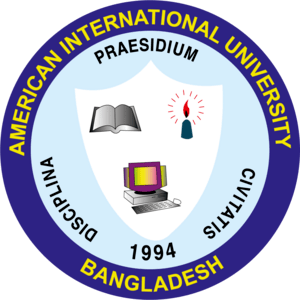 AMERICAN INTERNATIONAL UNIVERSITY
PRAESIDIUM
DISCIPLINA
CIVITATIS
1994
BANGLADESH